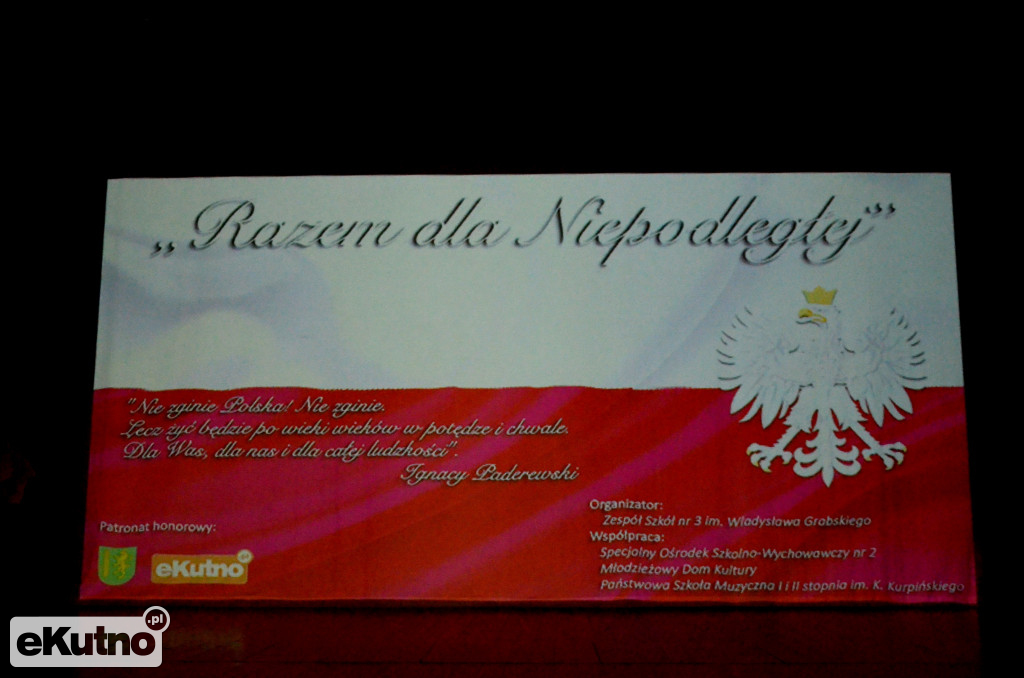 „Razem dla Niepodległej”
"Nie zginie Polska! Nie zginie.
Lecz żyć będzie po wieki wieków w potędze i chwale.
Dla Was, dla nas i dla całej ludzkości".
Ignacy Paderewski
Patronat honorowy:
eKutno.pl
Organizator:
Zespół Szkół nr 3 im. Władysława Grabskiego
Współpraca:
Specjalny Ośrodek Szkolno-Wychowawczy nr 2
Młodzieżowy Dom Kultury
Państwowa Szkoła Muzyczna I i II stopnia im. K. Kurpińskiego
eKutno.pl